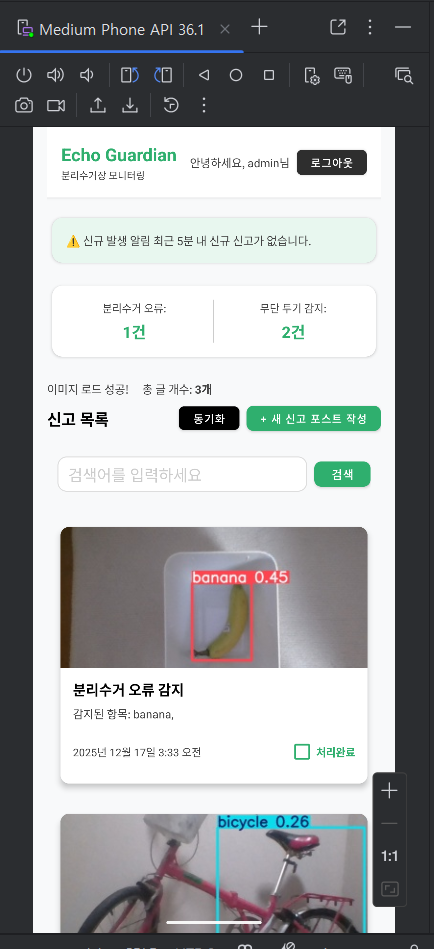 Medium Phone API 36.1
Echo Guardian
분리수기장 모니터링
안녕하세요, admin님
로그아웃
⚠️ 신규 발생 알림 최근 5분 내 신규 신고가 없습니다.
분리수거 오류:
1건
무단 투기 감지:
2건
이미지 로드 성공! 총 글 개수: 3개
신고 목록
동기화
+ 새 신고 포스트 작성
검색어를 입력하세요
검색
banana 0.45
분리수거 오류 감지
감지된 항목: banana,
2025년 12월 17일 3:33 오전
처리완료
bicycle 0.26
1:1